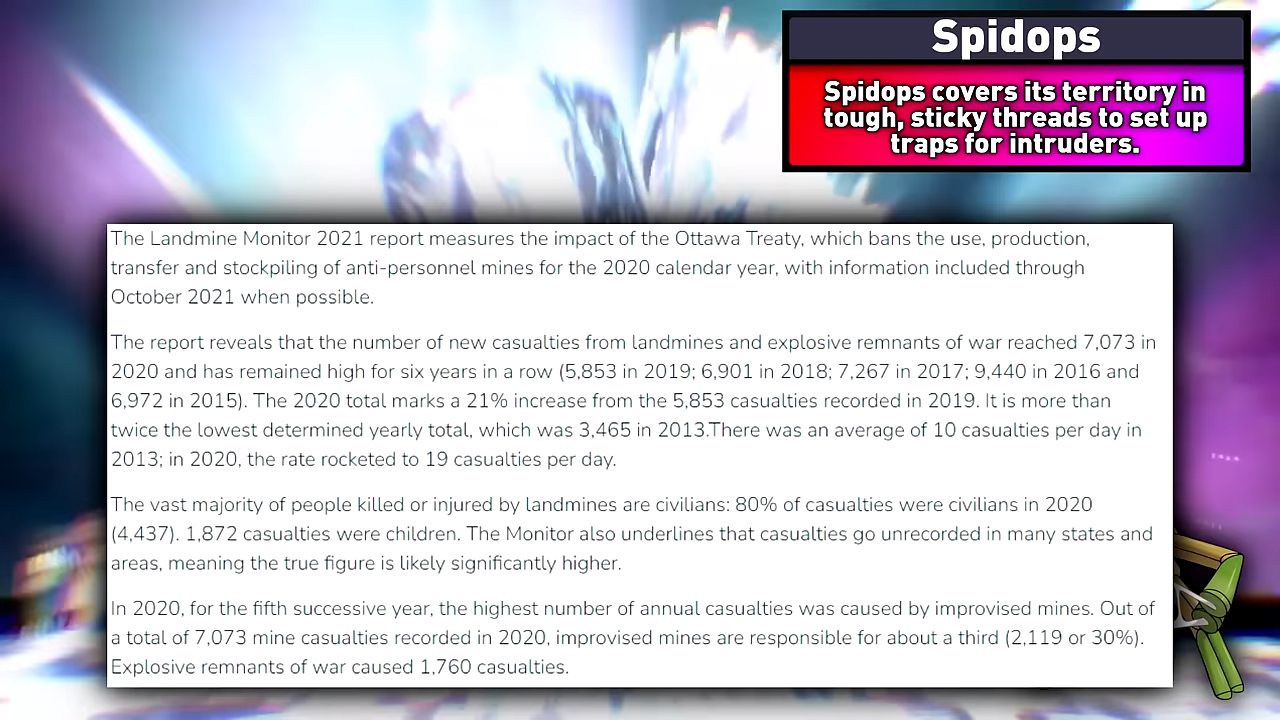 Spidops
Spidops covers its territory in
tough, sticky threads to set up
traps for intruders.
The Landmine Monitor 2021 report measures the impact of the Ottawa Treaty, which bans the use, production,
transfer and stockpiling of anti-personnel mines for the 2020 calendar year, with information included through
October 2021 when possible.
The report reveals that the number of new casualties from landmines and explosive remnants of war reached 7,073 in
2020 and has remained high for six years in a row (5,853 in 2019; 6,901 in 2018; 7,267 in 2017; 9,440 in 2016 and
6,972 in 2015). The 2020 total marks a 21% increase from the 5,853 casualties recorded in 2019. It is more than
twice the lowest determined yearly total, which was 3,465 in 2013.There was an average of 10 casualties per day in
2013; in 2020, the rate rocketed to 19 casualties per day.
The vast majority of people killed or injured by landmines are civilians: 80% of casualties were civilians in 2020
(4,437). 1,872 casualties were children. The Monitor also underlines that casualties go unrecorded in many states and
areas, meaning the true figure is likely significantly higher.
In 2020, for the fifth successive year, the highest number of annual casualties was caused by improvised mines. Out of
a total of 7,073 mine casualties recorded in 2020, improvised mines are responsible for about a third (2,119 or 30%).
Explosive remnants of war caused 1,760 casualties.